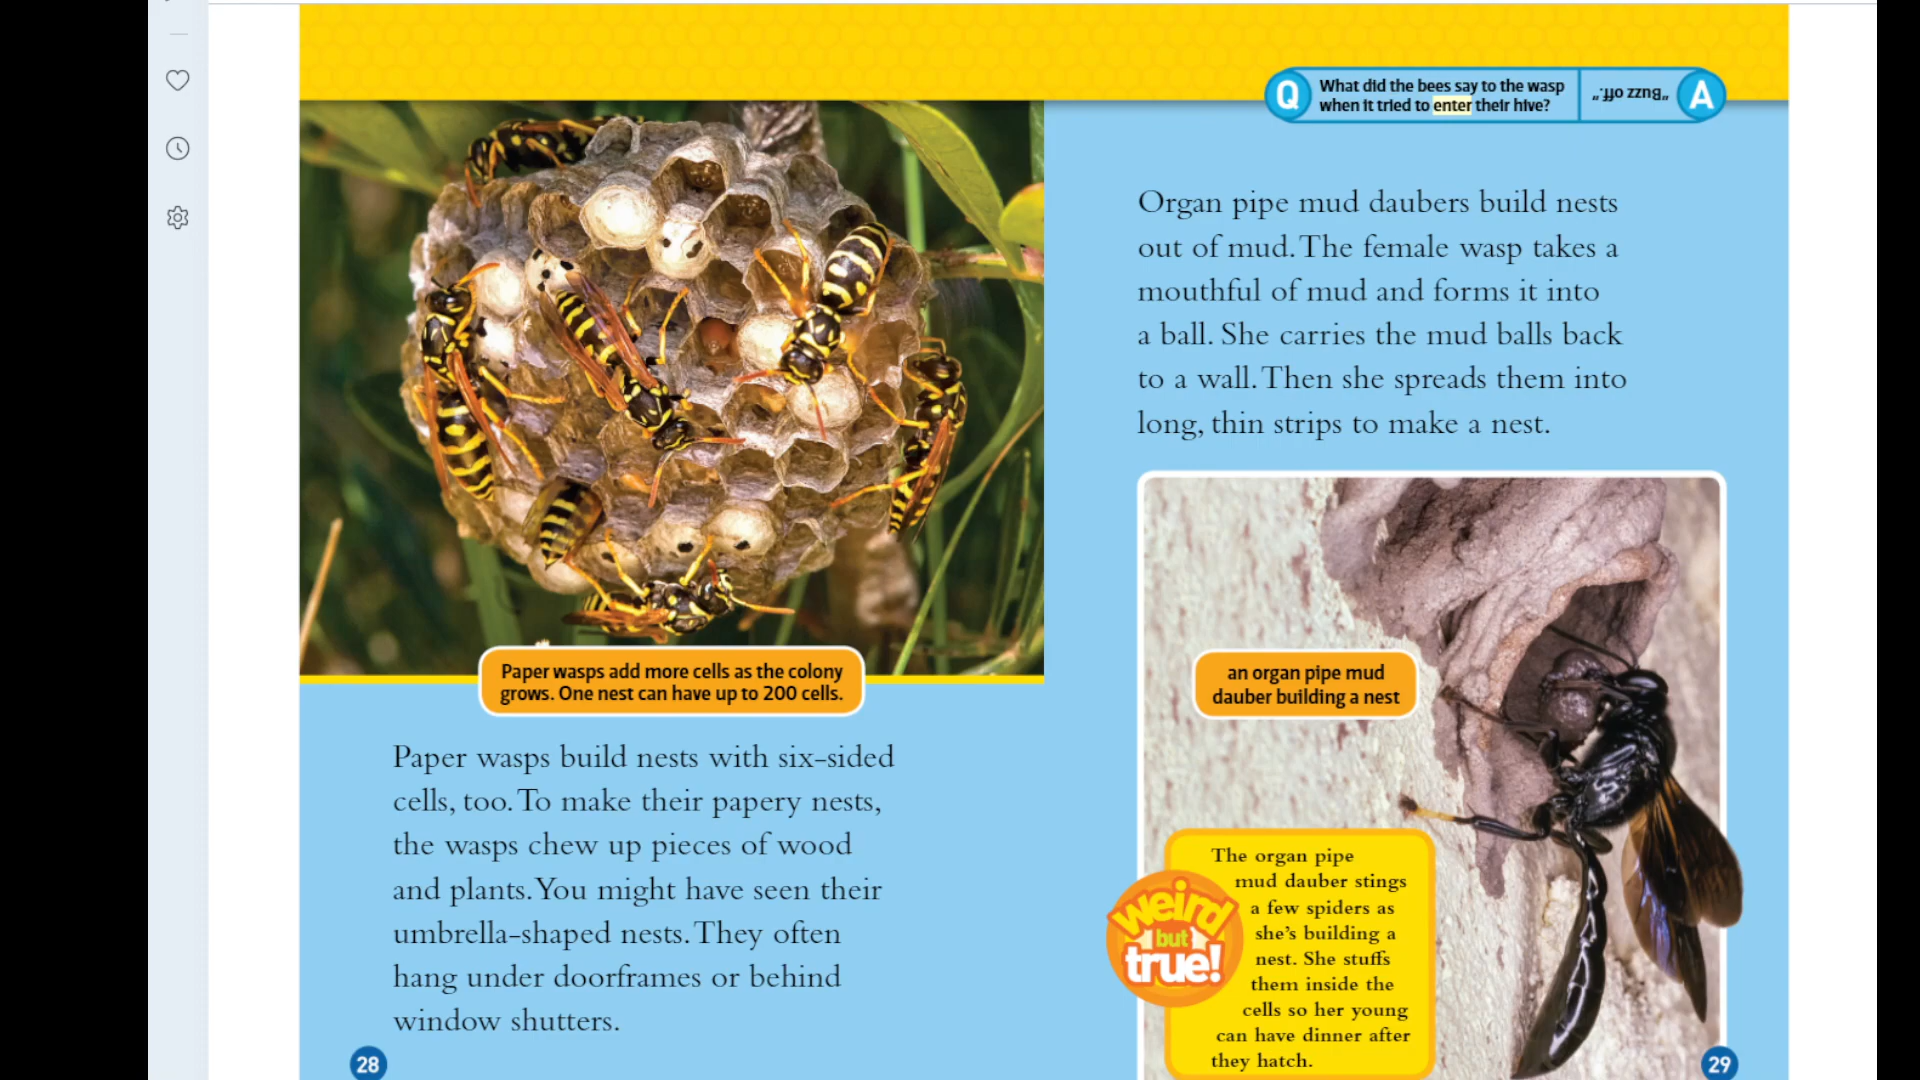 Paper wasps add more cells as the colony
grows. One nest can have up to 200 cells.
Paper wasps build nests with six-sided
cells, too. To make their papery nests,
the wasps chew up pieces of wood
and plants. You might have seen their
umbrella-shaped nests. They often
hang under doorframes or behind
window shutters.
28
Q
What did the bees say to the wasp
when it tried to enter their hive?
"Buzz off."
A
Organ pipe mud daubers build nests
out of mud. The female wasp takes a
mouthful of mud and forms it into
a ball. She carries the mud balls back
to a wall. Then she spreads them into
long, thin strips to make a nest.
an organ pipe mud
dauber building a nest
weird
but
true!
The organ pipe
mud dauber stings
a few spiders as
she's building a
nest. She stuffs
them inside the
cells so her young
can have dinner after
they hatch.
29